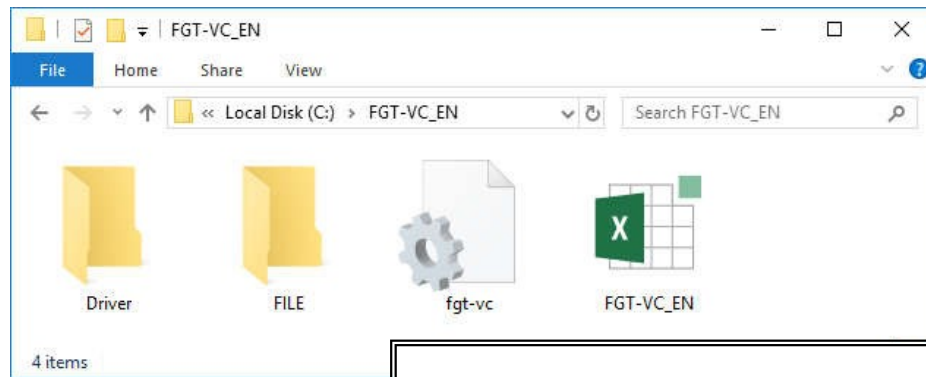 FGT-VC_EN
File Home Share View
« Local Disk (C:) › FGT-VC_EN Search FGT-VC_EN
Driver FILE fgt-vc FGT-VC_EN
4 items